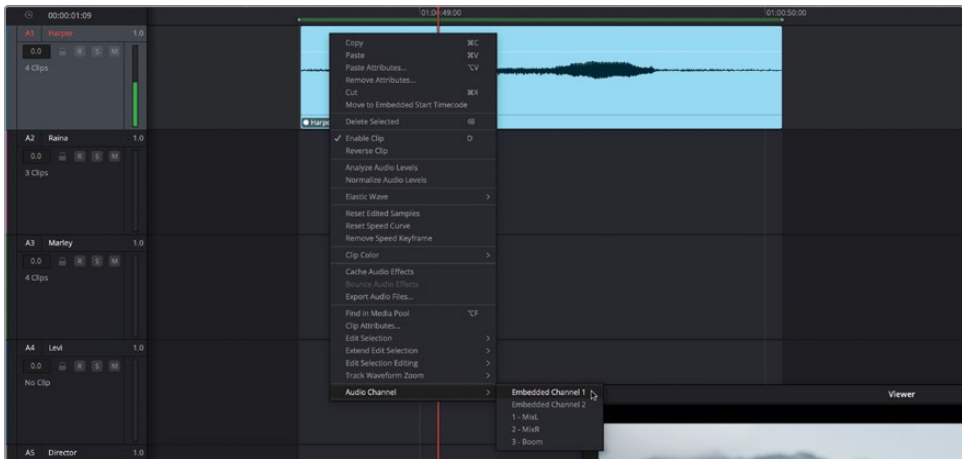 00:00:01:09
01:00:49:00
01:00:50:00
A1 Harper 1.0
0.0 R S M
4 Clips
A2 Raina 1.0
0.0 R S M
3 Clips
A3 Marley 1.0
0.0 R S M
4 Clips
A4 Levi 1.0
0.0 R S M
No Clip
A5 Director 1.0
Copy ⌘C
Paste ⌘V
Paste Attributes... ⌥V
Remove Attributes...
Cut ⌘X
Move to Embedded Start Timecode
Delete Selected ⌫
✓ Enable Clip D
Reverse Clip
Analyze Audio Levels
Normalize Audio Levels
Elastic Wave >
Reset Edited Samples
Reset Speed Curve
Remove Speed Keyframe
Clip Color >
Cache Audio Effects
Bounce Audio Effects
Export Audio Files...
Find in Media Pool ⌥F
Clip Attributes...
Edit Selection >
Extend Edit Selection >
Edit Selection Editing >
Track Waveform Zoom >
Audio Channel >
Embedded Channel 1
Embedded Channel 2
1 - MixL
2 - MixR
3 - Boom
Harpe
Viewer